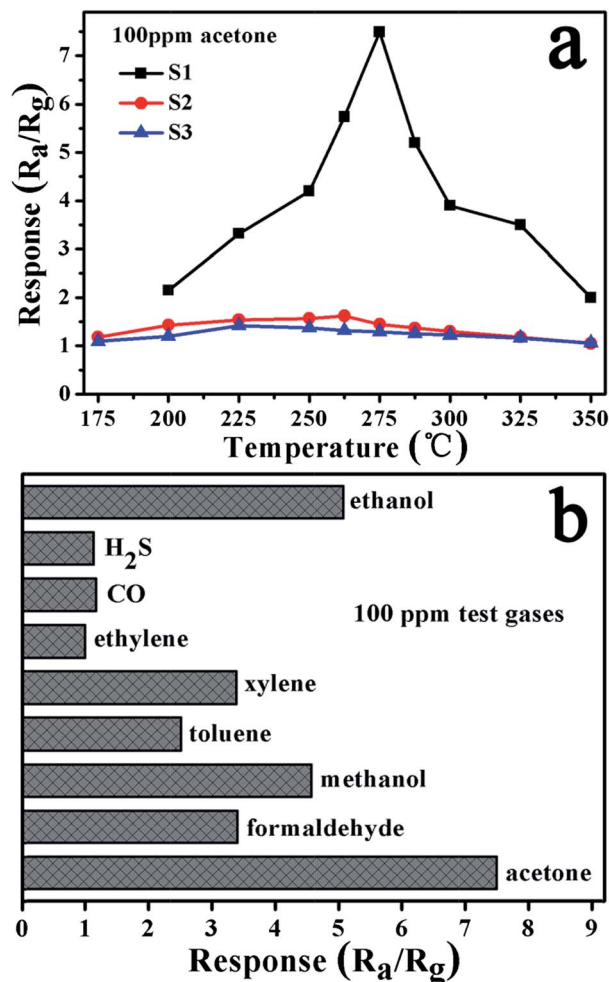 100ppm acetone
a
S1
S2
S3
Response (Ra/Rg)
7
6
5
4
3
2
1
0
175 200 225 250 275 300 325 350
Temperature (℃)
b
ethanol
H2S
CO
100 ppm test gases
ethylene
xylene
toluene
methanol
formaldehyde
acetone
0 1 2 3 4 5 6 7 8 9
Response (Ra/Rg)